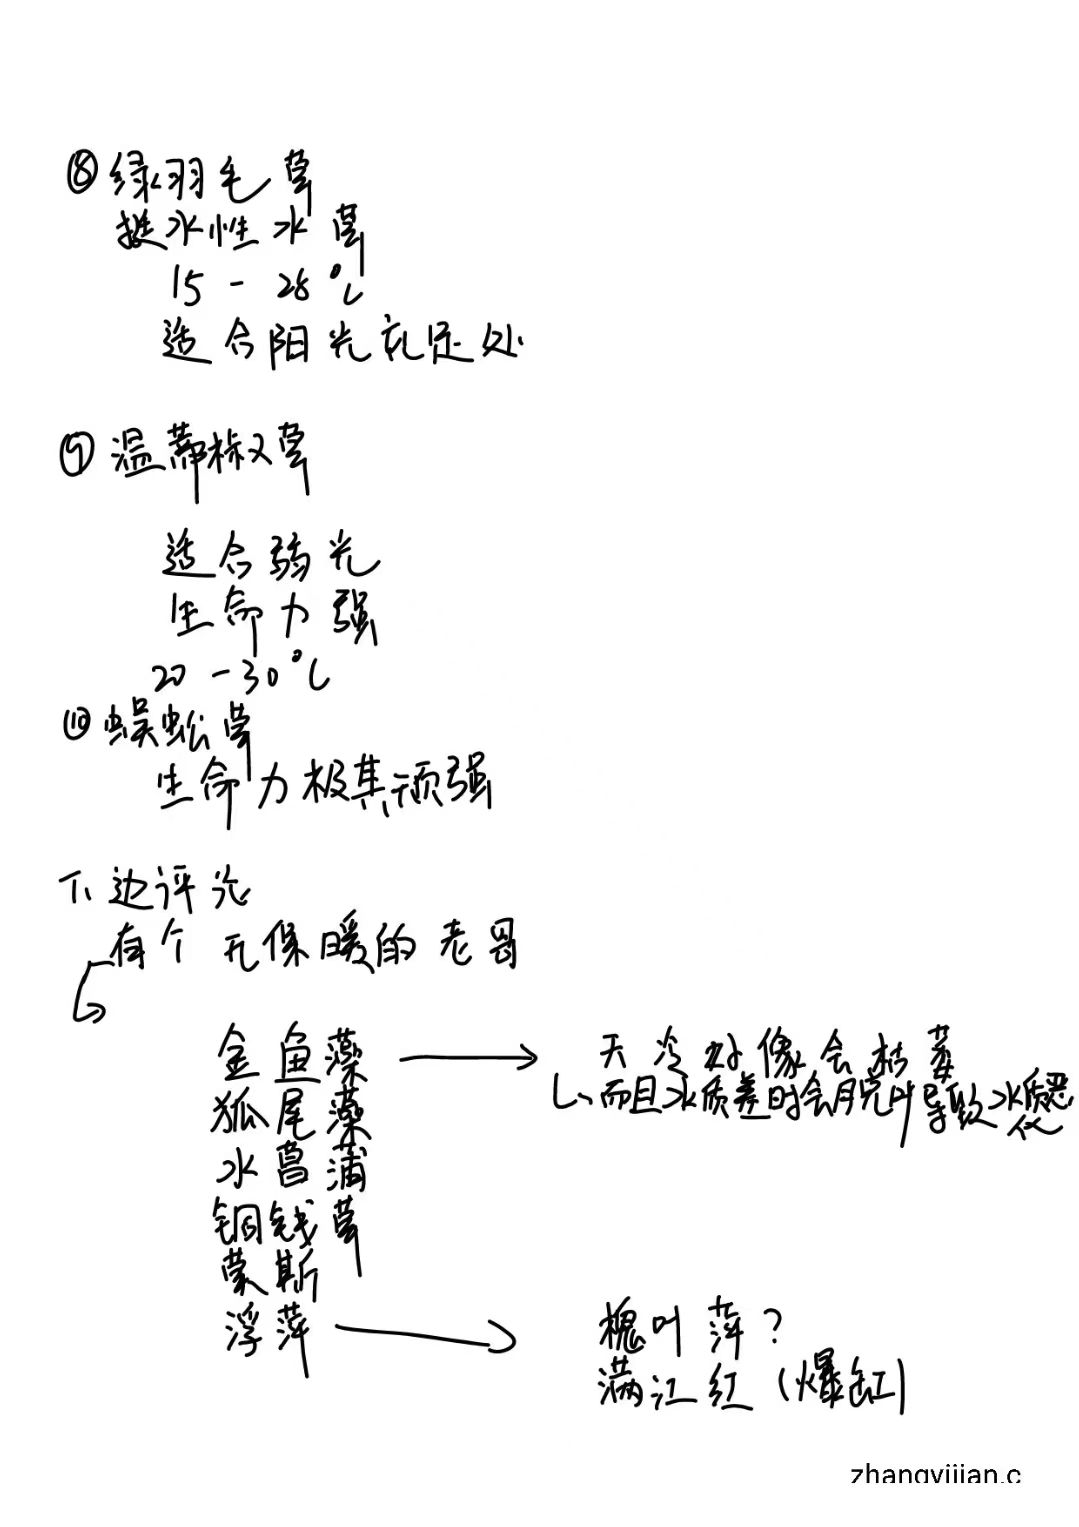 ⑧绿羽毛草
挺水性水草
15 - 28℃
适合阳光充足处
⑨温蒂椒草
适合弱光
生命力强
20 - 30℃
⑩蜈蚣草
生命力极其顽强
下边评论
有个无保暖的老哥
金鱼藻 → 天冷好像会枯萎
而且水质差时会脱叶导致水质恶化
狐尾藻
水菖蒲
铜钱草
莫斯
浮萍 → 槐叶萍?
满江红(爆缸)
zhangyijian.c